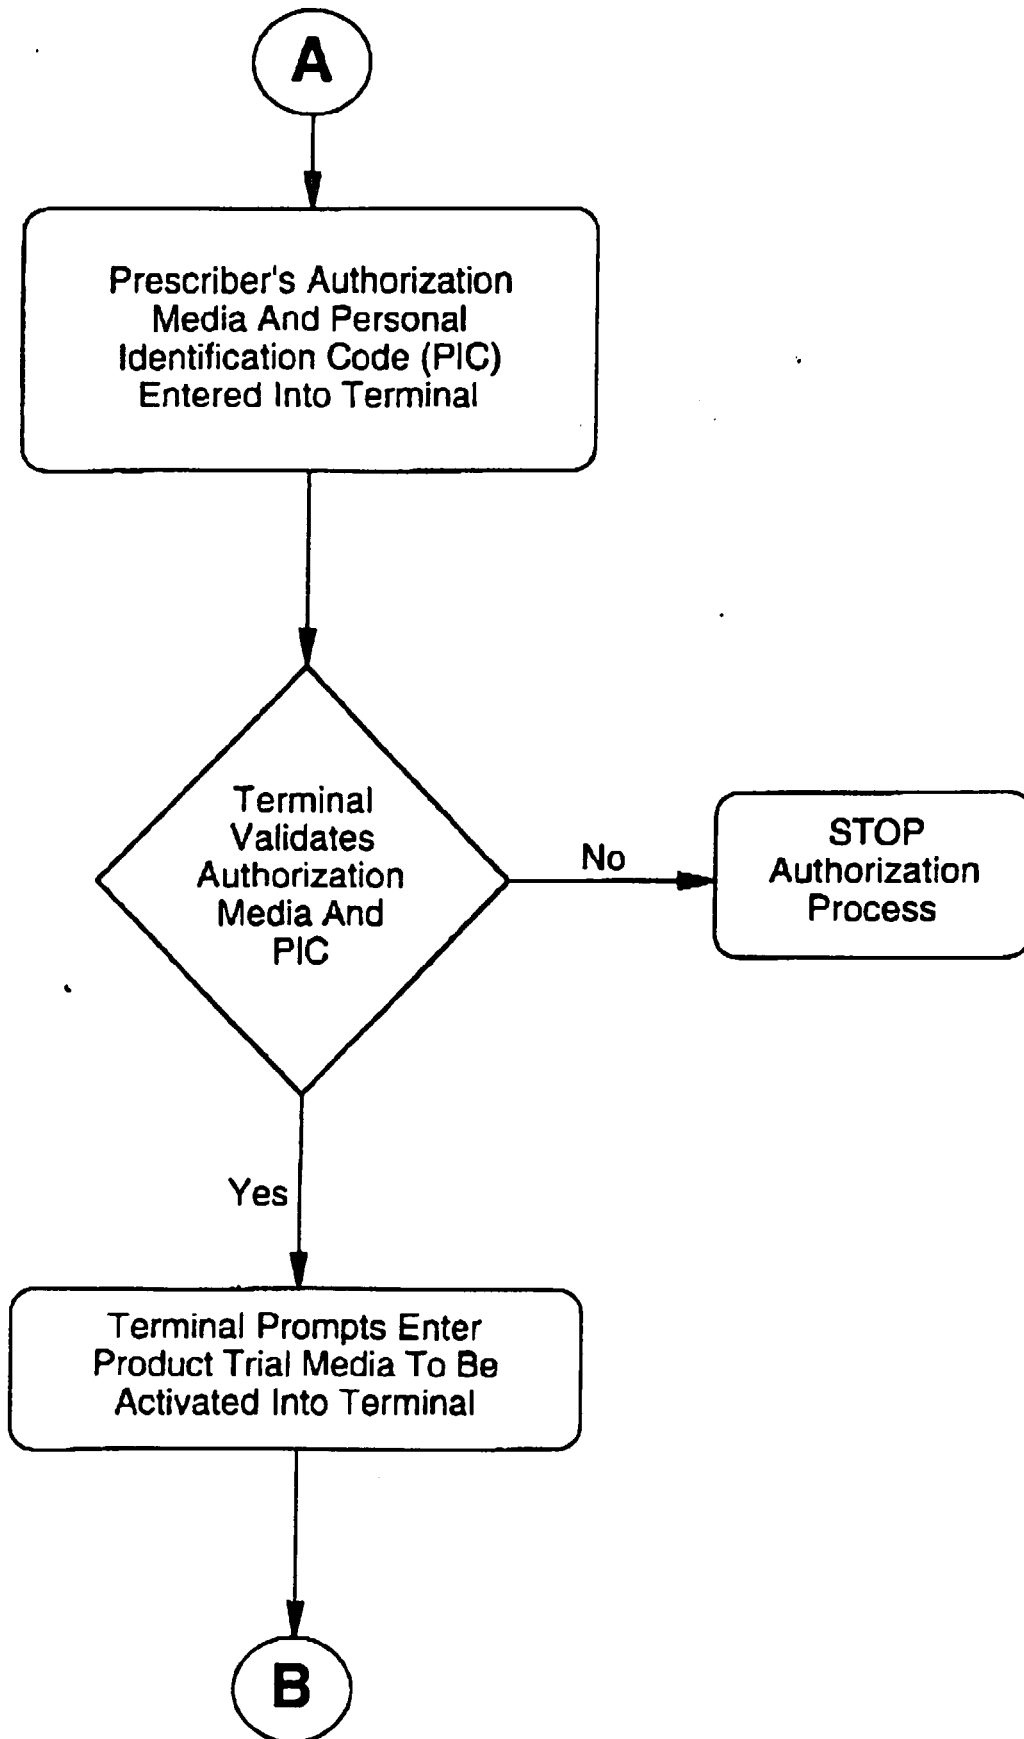 A
Prescriber's Authorization
Media And Personal
Identification Code (PIC)
Entered Into Terminal
Terminal
Validates
Authorization
Media And
PIC
No
STOP
Authorization
Process
Yes
Terminal Prompts Enter
Product Trial Media To Be
Activated Into Terminal
B